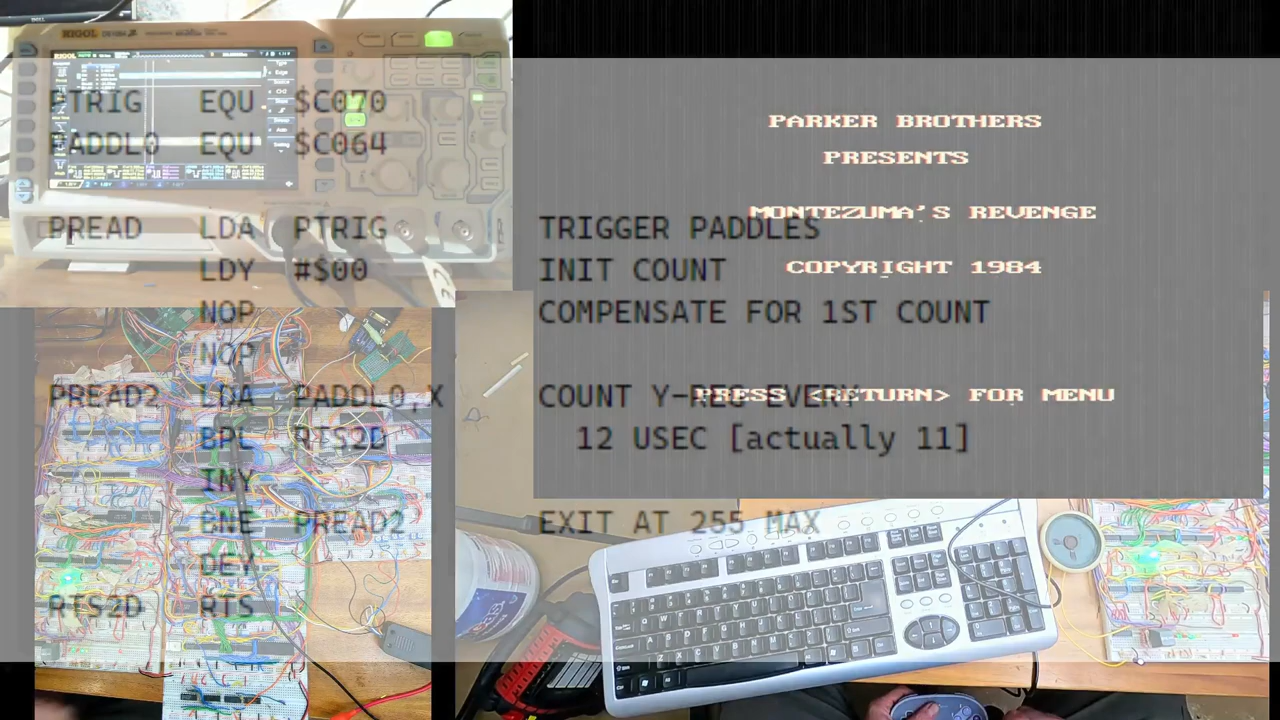 DELL
RIGOL
PTRIG EQU $C070
PADDL0 EQU $C064
PREAD LDA PTRIG TRIGGER PADDLES
LDY #$00 INIT COUNT
NOP COMPENSATE FOR 1ST COUNT
NOP
PREAD2 LDA PADDL0,X COUNT Y-REG EVERY
BPL RTS2D 12 USEC [actually 11]
INY
BNE PREAD2 EXIT AT 255 MAX
DEY
RTS2D RTS
PARKER BROTHERS
PRESENTS
MONTEZUMA'S REVENGE
COPYRIGHT 1984
PRESS <RETURN> FOR MENU